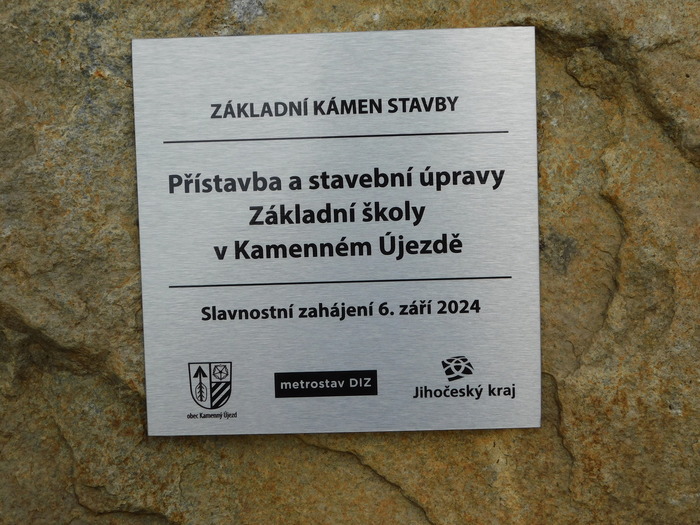 ZÁKLADNÍ KÁMEN STAVBY
Přístavba a stavební úpravy
Základní školy
v Kamenném Újezdě
Slavnostní zahájení 6. září 2024
obec Kamenný Újezd
metrostav DIZ
Jihočeský kraj